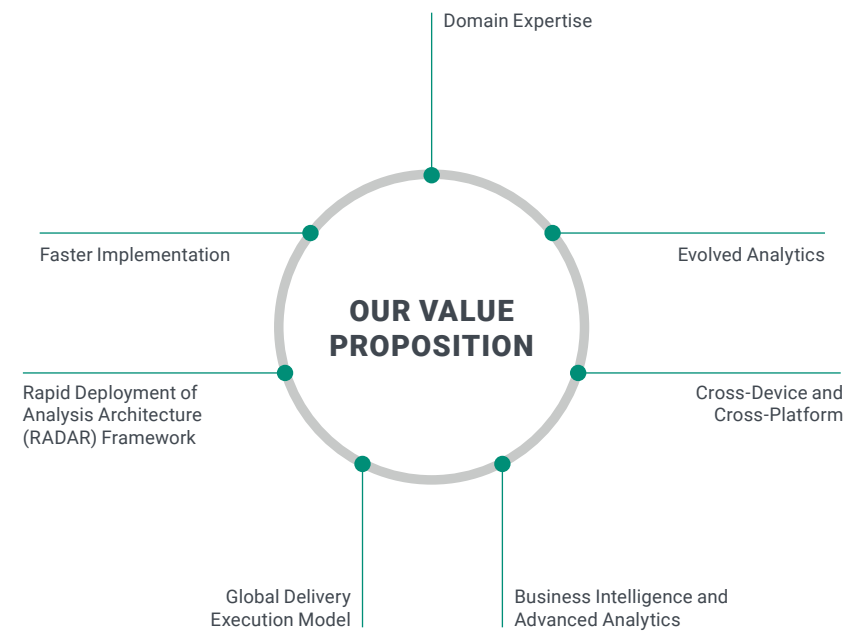 Domain Expertise
Faster Implementation
Evolved Analytics
OUR VALUE
PROPOSITION
Rapid Deployment of
Analysis Architecture
(RADAR) Framework
Cross-Device and
Cross-Platform
Global Delivery
Execution Model
Business Intelligence and
Advanced Analytics